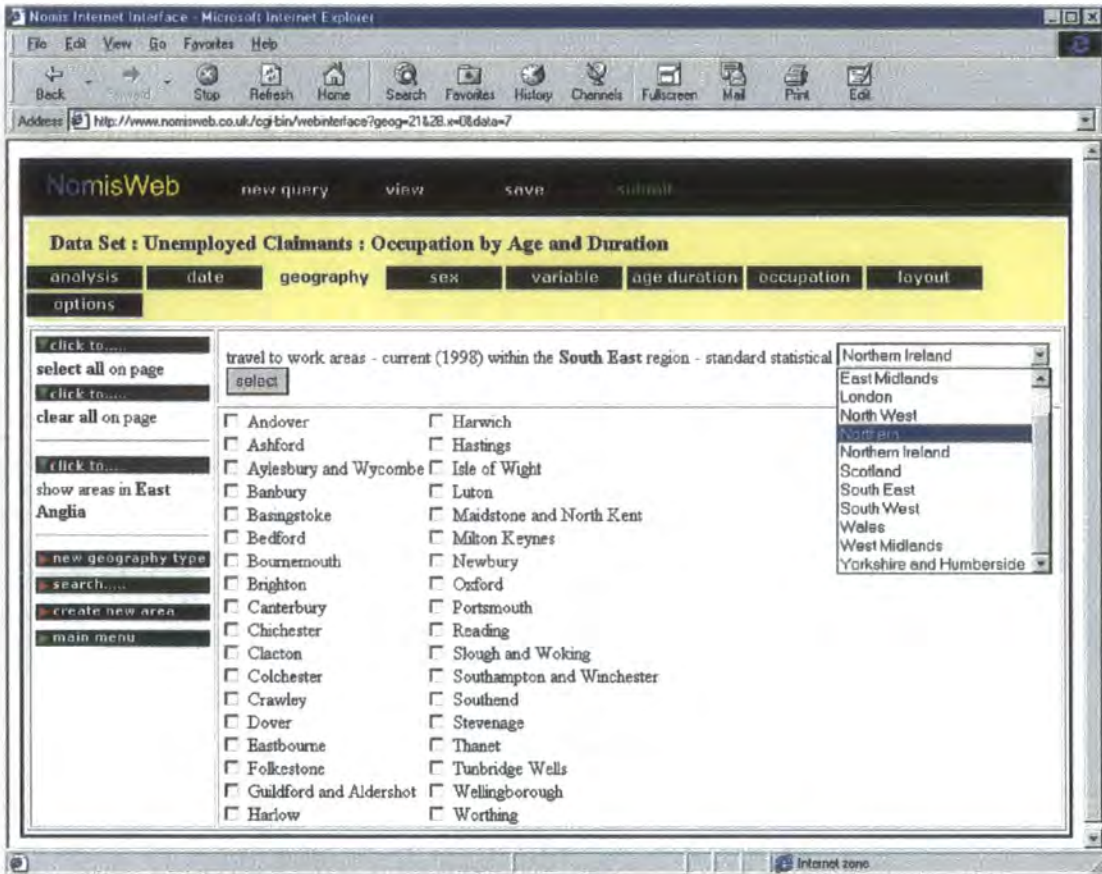 Nomis Internet Interface - Microsoft Internet Explorer
File Edit View Go Favorites Help
Back Forward Stop Refresh Home Search Favorites History Channels Fullscreen Mail Print Edit
Address http://www.nomisweb.co.uk/cgi-bin/webinterface?geog=21&28.x=0&data=7
NomisWeb new query view save submit
Data Set : Unemployed Claimants : Occupation by Age and Duration
analysis date geography sex variable age duration occupation layout
options
click to.....
select all on page
click to.....
clear all on page
click to.....
show areas in East
Anglia
new geography type
search.....
create new area
main menu
travel to work areas - current (1998) within the South East region - standard statistical Northern Ireland
select
East Midlands
London
North West
Northern
Northern Ireland
Scotland
South East
South West
Wales
West Midlands
Yorkshire and Humberside
Andover Harwich
Ashford Hastings
Aylesbury and Wycombe Isle of Wight
Banbury Luton
Basingstoke Maidstone and North Kent
Bedford Milton Keynes
Bournemouth Newbury
Brighton Oxford
Canterbury Portsmouth
Chichester Reading
Clacton Slough and Woking
Colchester Southampton and Winchester
Crawley Southend
Dover Stevenage
Eastbourne Thanet
Folkestone Tunbridge Wells
Guildford and Aldershot Wellingborough
Harlow Worthing
Internet zone